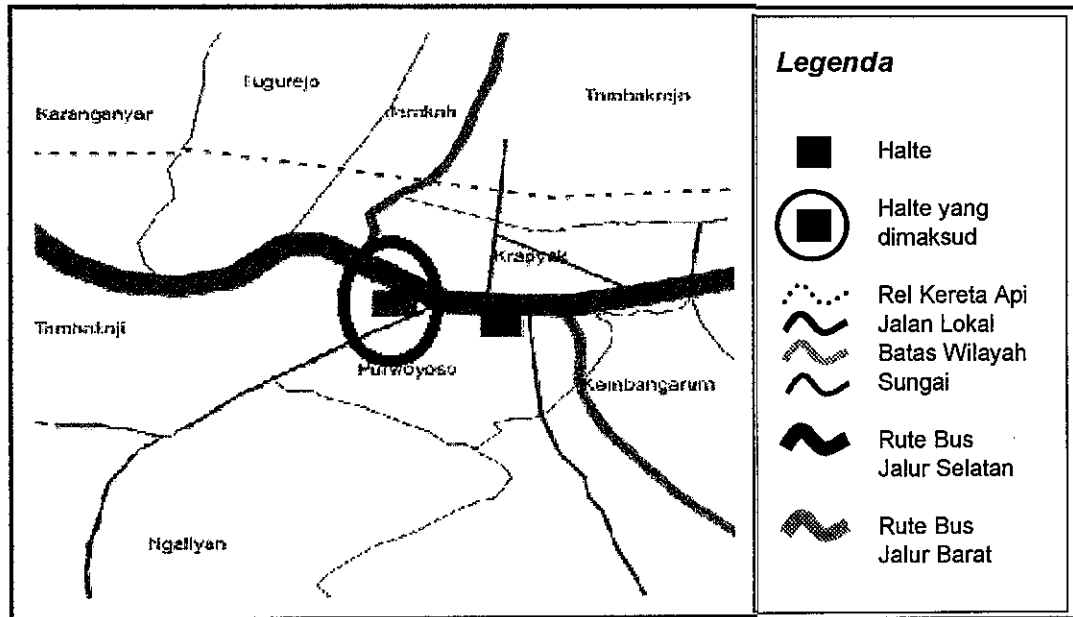 Tugurejo
Karanganyar
Jerakah
Tambakrejo
Krapyak
Tambakaji
Purwoyoso
Kembangarum
Ngaliyan
Legenda
Halte
Halte yang
dimaksud
Rel Kereta Api
Jalan Lokal
Batas Wilayah
Sungai
Rute Bus
Jalur Selatan
Rute Bus
Jalur Barat